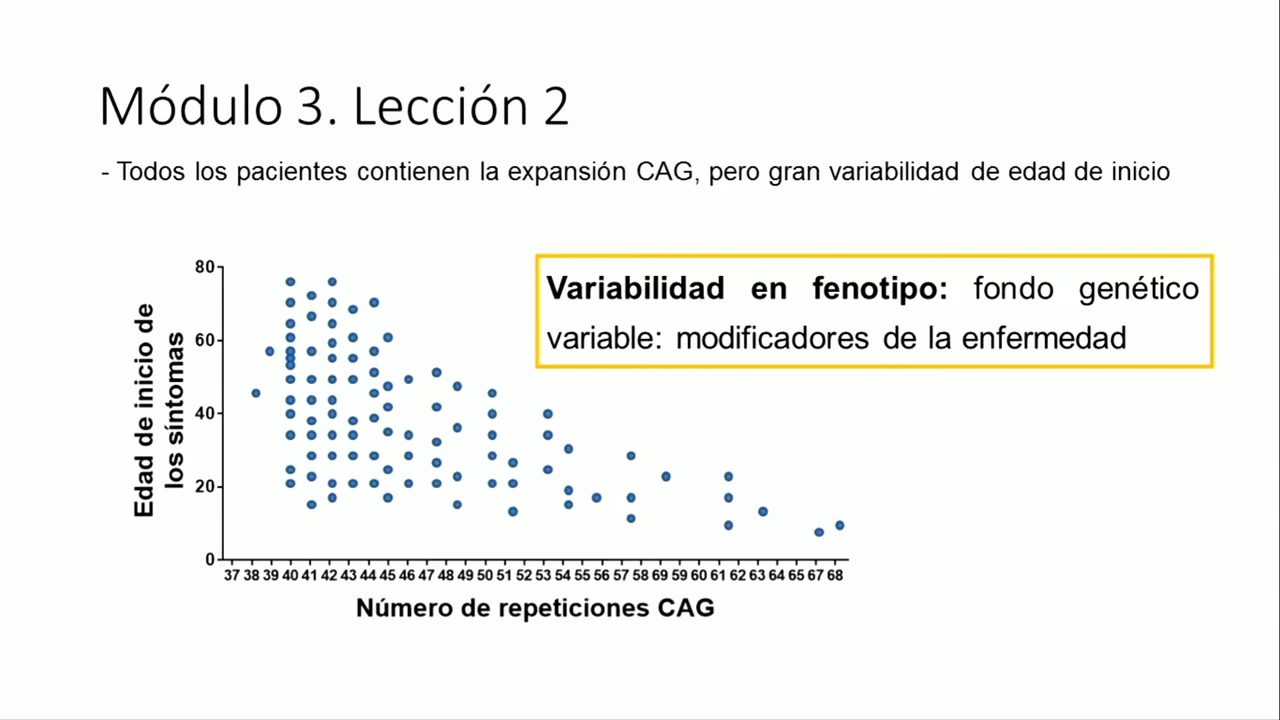 Módulo 3. Lección 2
- Todos los pacientes contienen la expansión CAG, pero gran variabilidad de edad de inicio
Variabilidad en fenotipo: fondo genético
variable: modificadores de la enfermedad
Edad de inicio de
los síntomas
80
60
40
20
0
37 38 39 40 41 42 43 44 45 46 47 48 49 50 51 52 53 54 55 56 57 58 69 59 60 61 62 63 64 65 67 68
Número de repeticiones CAG